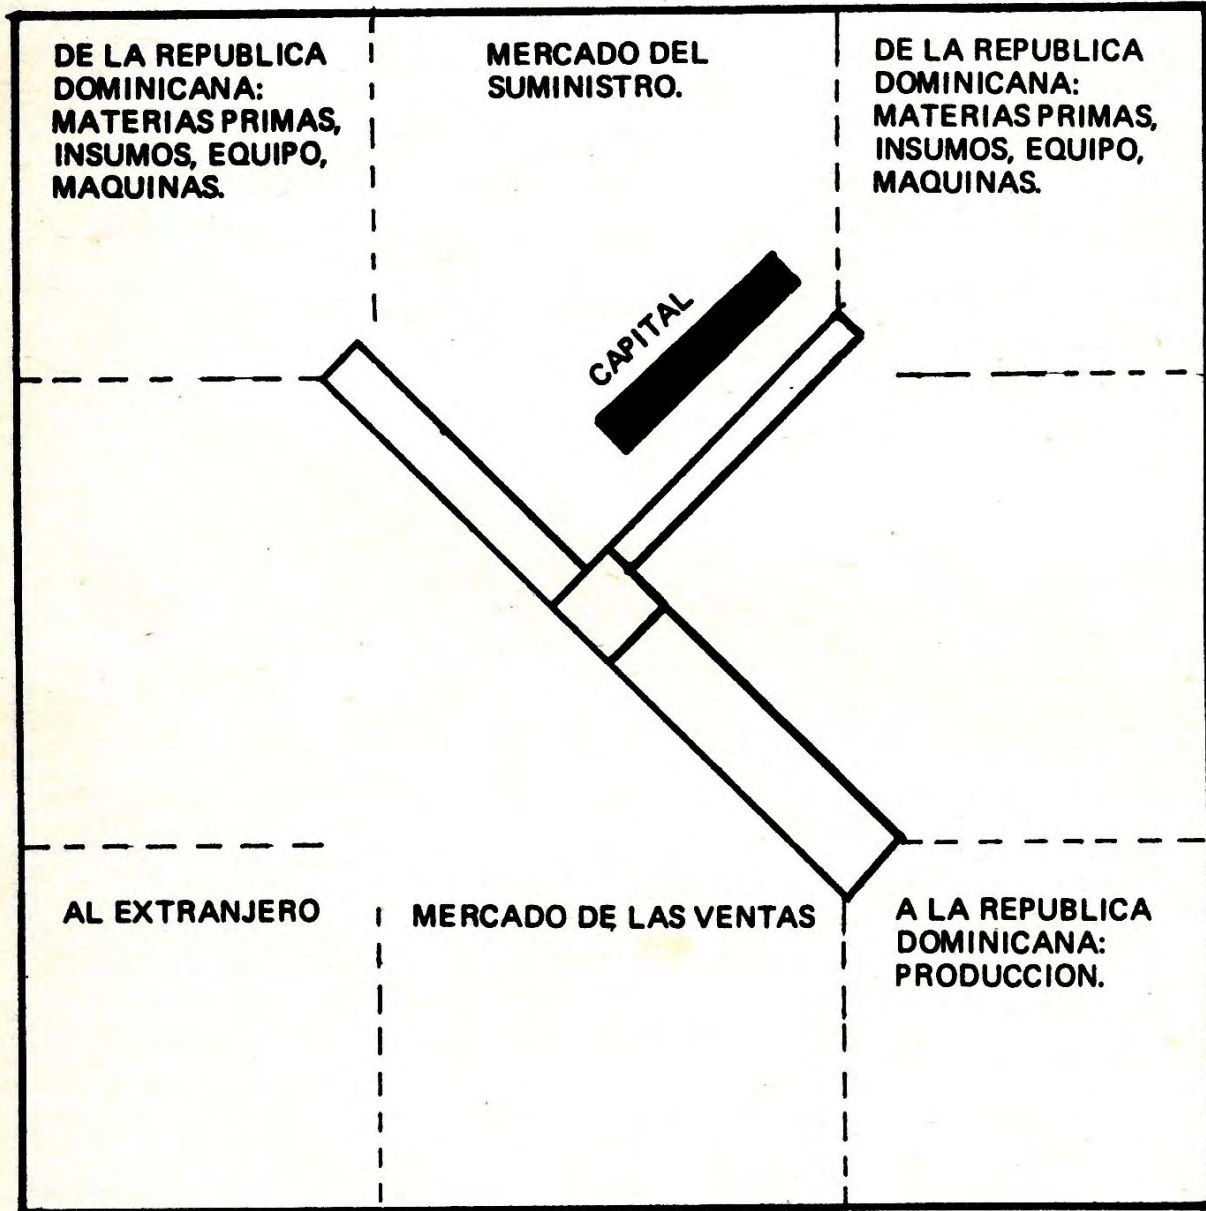 DE LA REPUBLICA
DOMINICANA:
MATERIAS PRIMAS,
INSUMOS, EQUIPO,
MAQUINAS.
MERCADO DEL
SUMINISTRO.
DE LA REPUBLICA
DOMINICANA:
MATERIAS PRIMAS,
INSUMOS, EQUIPO,
MAQUINAS.
CAPITAL
AL EXTRANJERO
MERCADO DE LAS VENTAS
A LA REPUBLICA
DOMINICANA:
PRODUCCION.